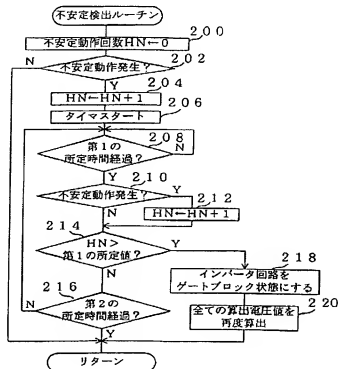 不安定検出ルーチン
200
不安定動作回数HN←0
202
N
不安定動作発生?
Y
204
HN←HN+1
206
タイマスタート
208
第1の
所定時間経過?
N
Y
210
不安定動作発生?
Y
212
N
HN←HN+1
214
HN>
第1の所定値?
Y
218
N
インバータ回路を
ゲートブロック状態にする
216
220
N
第2の
所定時間経過?
全ての算出電圧値を
再度算出
Y
リターン